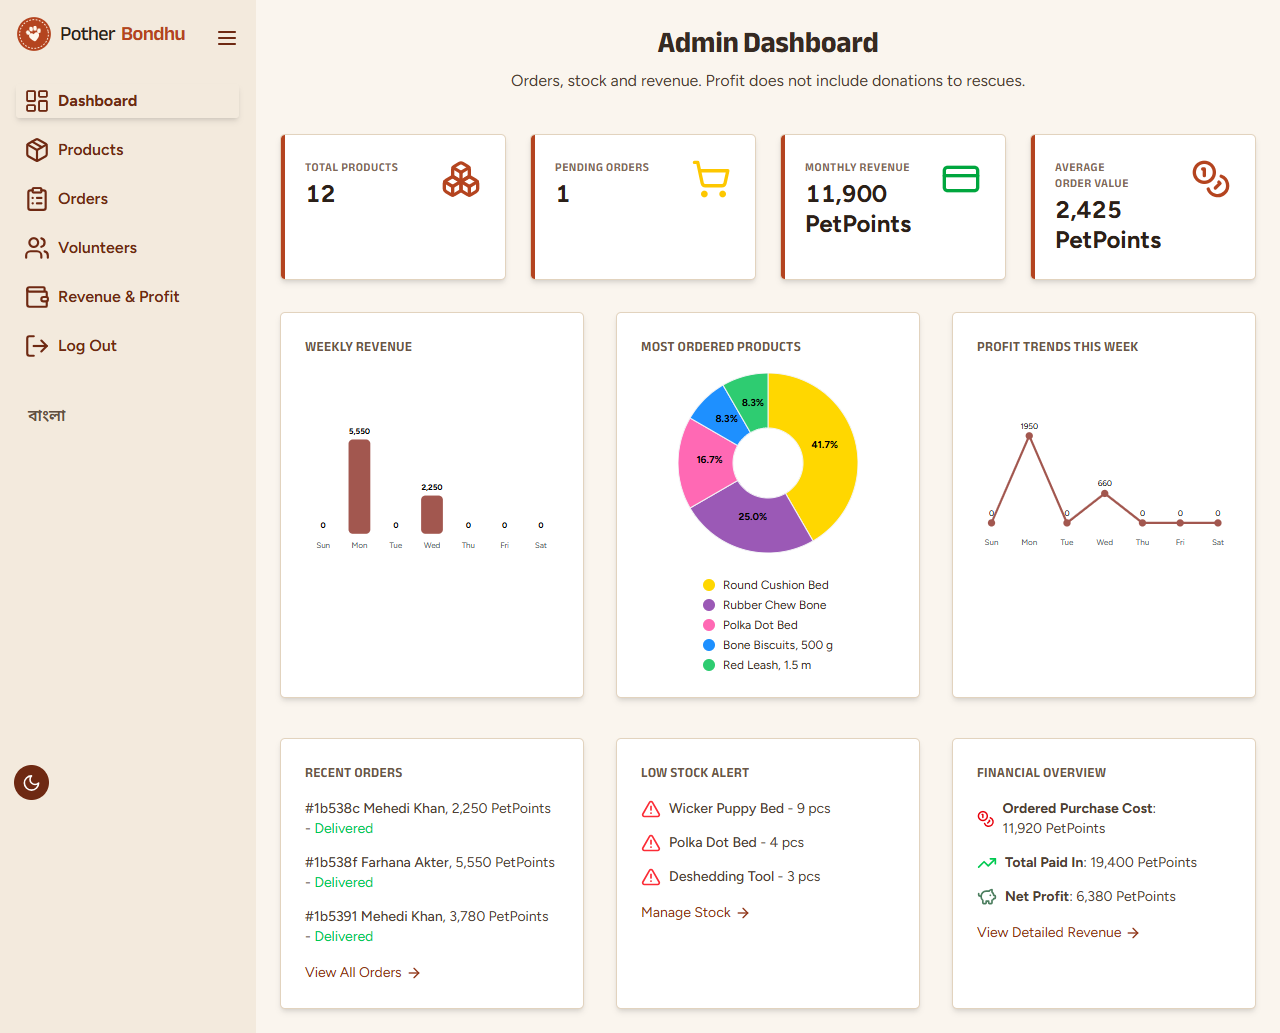 Pother Bondhu
Dashboard
Products
Orders
Volunteers
Revenue & Profit
Log Out
বাংলা
Admin Dashboard
Orders, stock and revenue. Profit does not include donations to rescues.
TOTAL PRODUCTS
12
PENDING ORDERS
1
MONTHLY REVENUE
11,900
PetPoints
AVERAGE
ORDER VALUE
2,425
PetPoints
WEEKLY REVENUE
5,550
2,250
0 0 0 0 0
Sun Mon Tue Wed Thu Fri Sat
MOST ORDERED PRODUCTS
8.3%
8.3%
41.7%
16.7%
25.0%
Round Cushion Bed
Rubber Chew Bone
Polka Dot Bed
Bone Biscuits, 500 g
Red Leash, 1.5 m
PROFIT TRENDS THIS WEEK
1950
660
0 0 0 0 0
Sun Mon Tue Wed Thu Fri Sat
RECENT ORDERS
#1b538c Mehedi Khan, 2,250 PetPoints
- Delivered
#1b538f Farhana Akter, 5,550 PetPoints
- Delivered
#1b5391 Mehedi Khan, 3,780 PetPoints
- Delivered
View All Orders
LOW STOCK ALERT
Wicker Puppy Bed - 9 pcs
Polka Dot Bed - 4 pcs
Deshedding Tool - 3 pcs
Manage Stock
FINANCIAL OVERVIEW
Ordered Purchase Cost:
11,920 PetPoints
Total Paid In: 19,400 PetPoints
Net Profit: 6,380 PetPoints
View Detailed Revenue